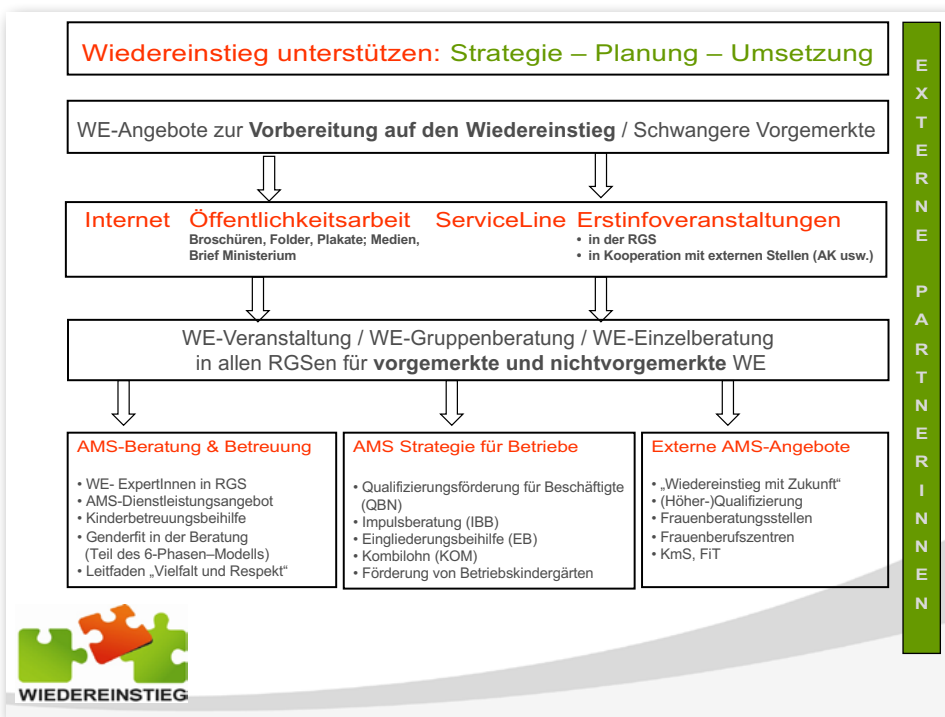 Wiedereinstieg unterstützen: Strategie – Planung – Umsetzung
WE-Angebote zur Vorbereitung auf den Wiedereinstieg / Schwangere Vorgemerkte
Internet Öffentlichkeitsarbeit ServiceLine Erstinfoveranstaltungen
Broschüren, Folder, Plakate; Medien,
Brief Ministerium
• in der RGS
• in Kooperation mit externen Stellen (AK usw.)
WE-Veranstaltung / WE-Gruppenberatung / WE-Einzelberatung
in allen RGSen für vorgemerkte und nichtvorgemerkte WE
AMS-Beratung & Betreuung
• WE- ExpertInnen in RGS
• AMS-Dienstleistungsangebot
• Kinderbetreuungsbeihilfe
• Genderfit in der Beratung
(Teil des 6-Phasen–Modells)
• Leitfaden „Vielfalt und Respekt“
AMS Strategie für Betriebe
• Qualifizierungsförderung für Beschäftigte
(QBN)
• Impulsberatung (IBB)
• Eingliederungsbeihilfe (EB)
• Kombilohn (KOM)
• Förderung von Betriebskindergärten
Externe AMS-Angebote
• „Wiedereinstieg mit Zukunft“
• (Höher-)Qualifizierung
• Frauenberatungsstellen
• Frauenberufszentren
• KmS, FiT
EXTERNE PARTNERINNEN
WIEDEREINSTIEG